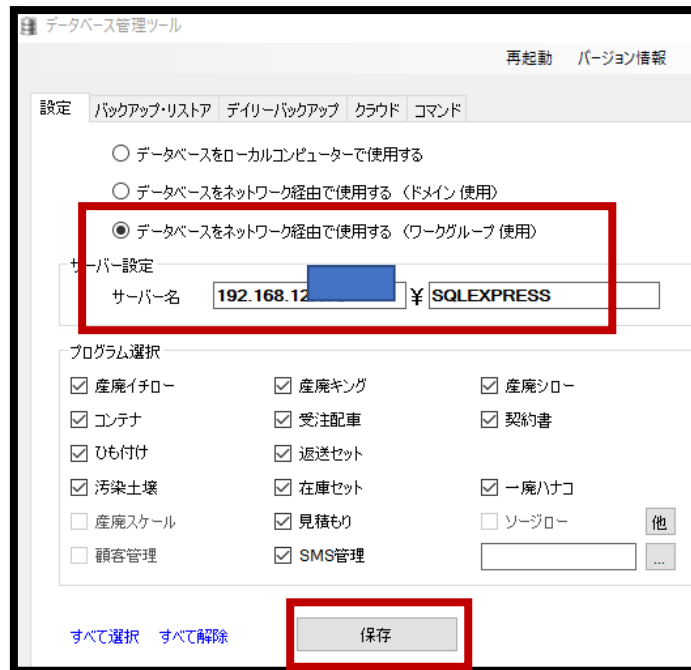 データベース管理ツール
再起動 バージョン情報
設定 バックアップ・リストア デイリーバックアップ クラウド コマンド
データベースをローカルコンピューターで使用する
データベースをネットワーク経由で使用する (ドメイン 使用)
データベースをネットワーク経由で使用する (ワークグループ 使用)
サーバー設定
サーバー名 192.168.12 ¥ SQLEXPRESS
プログラム選択
産廃イチロー 産廃キング 産廃シロー
コンテナ 受注配車 契約書
ひも付け 返送セット
汚染土壌 在庫セット 一廃ハナコ
産廃スケール 見積もり ソージロー 他
顧客管理 SMS管理 ...
すべて選択 すべて解除 保存